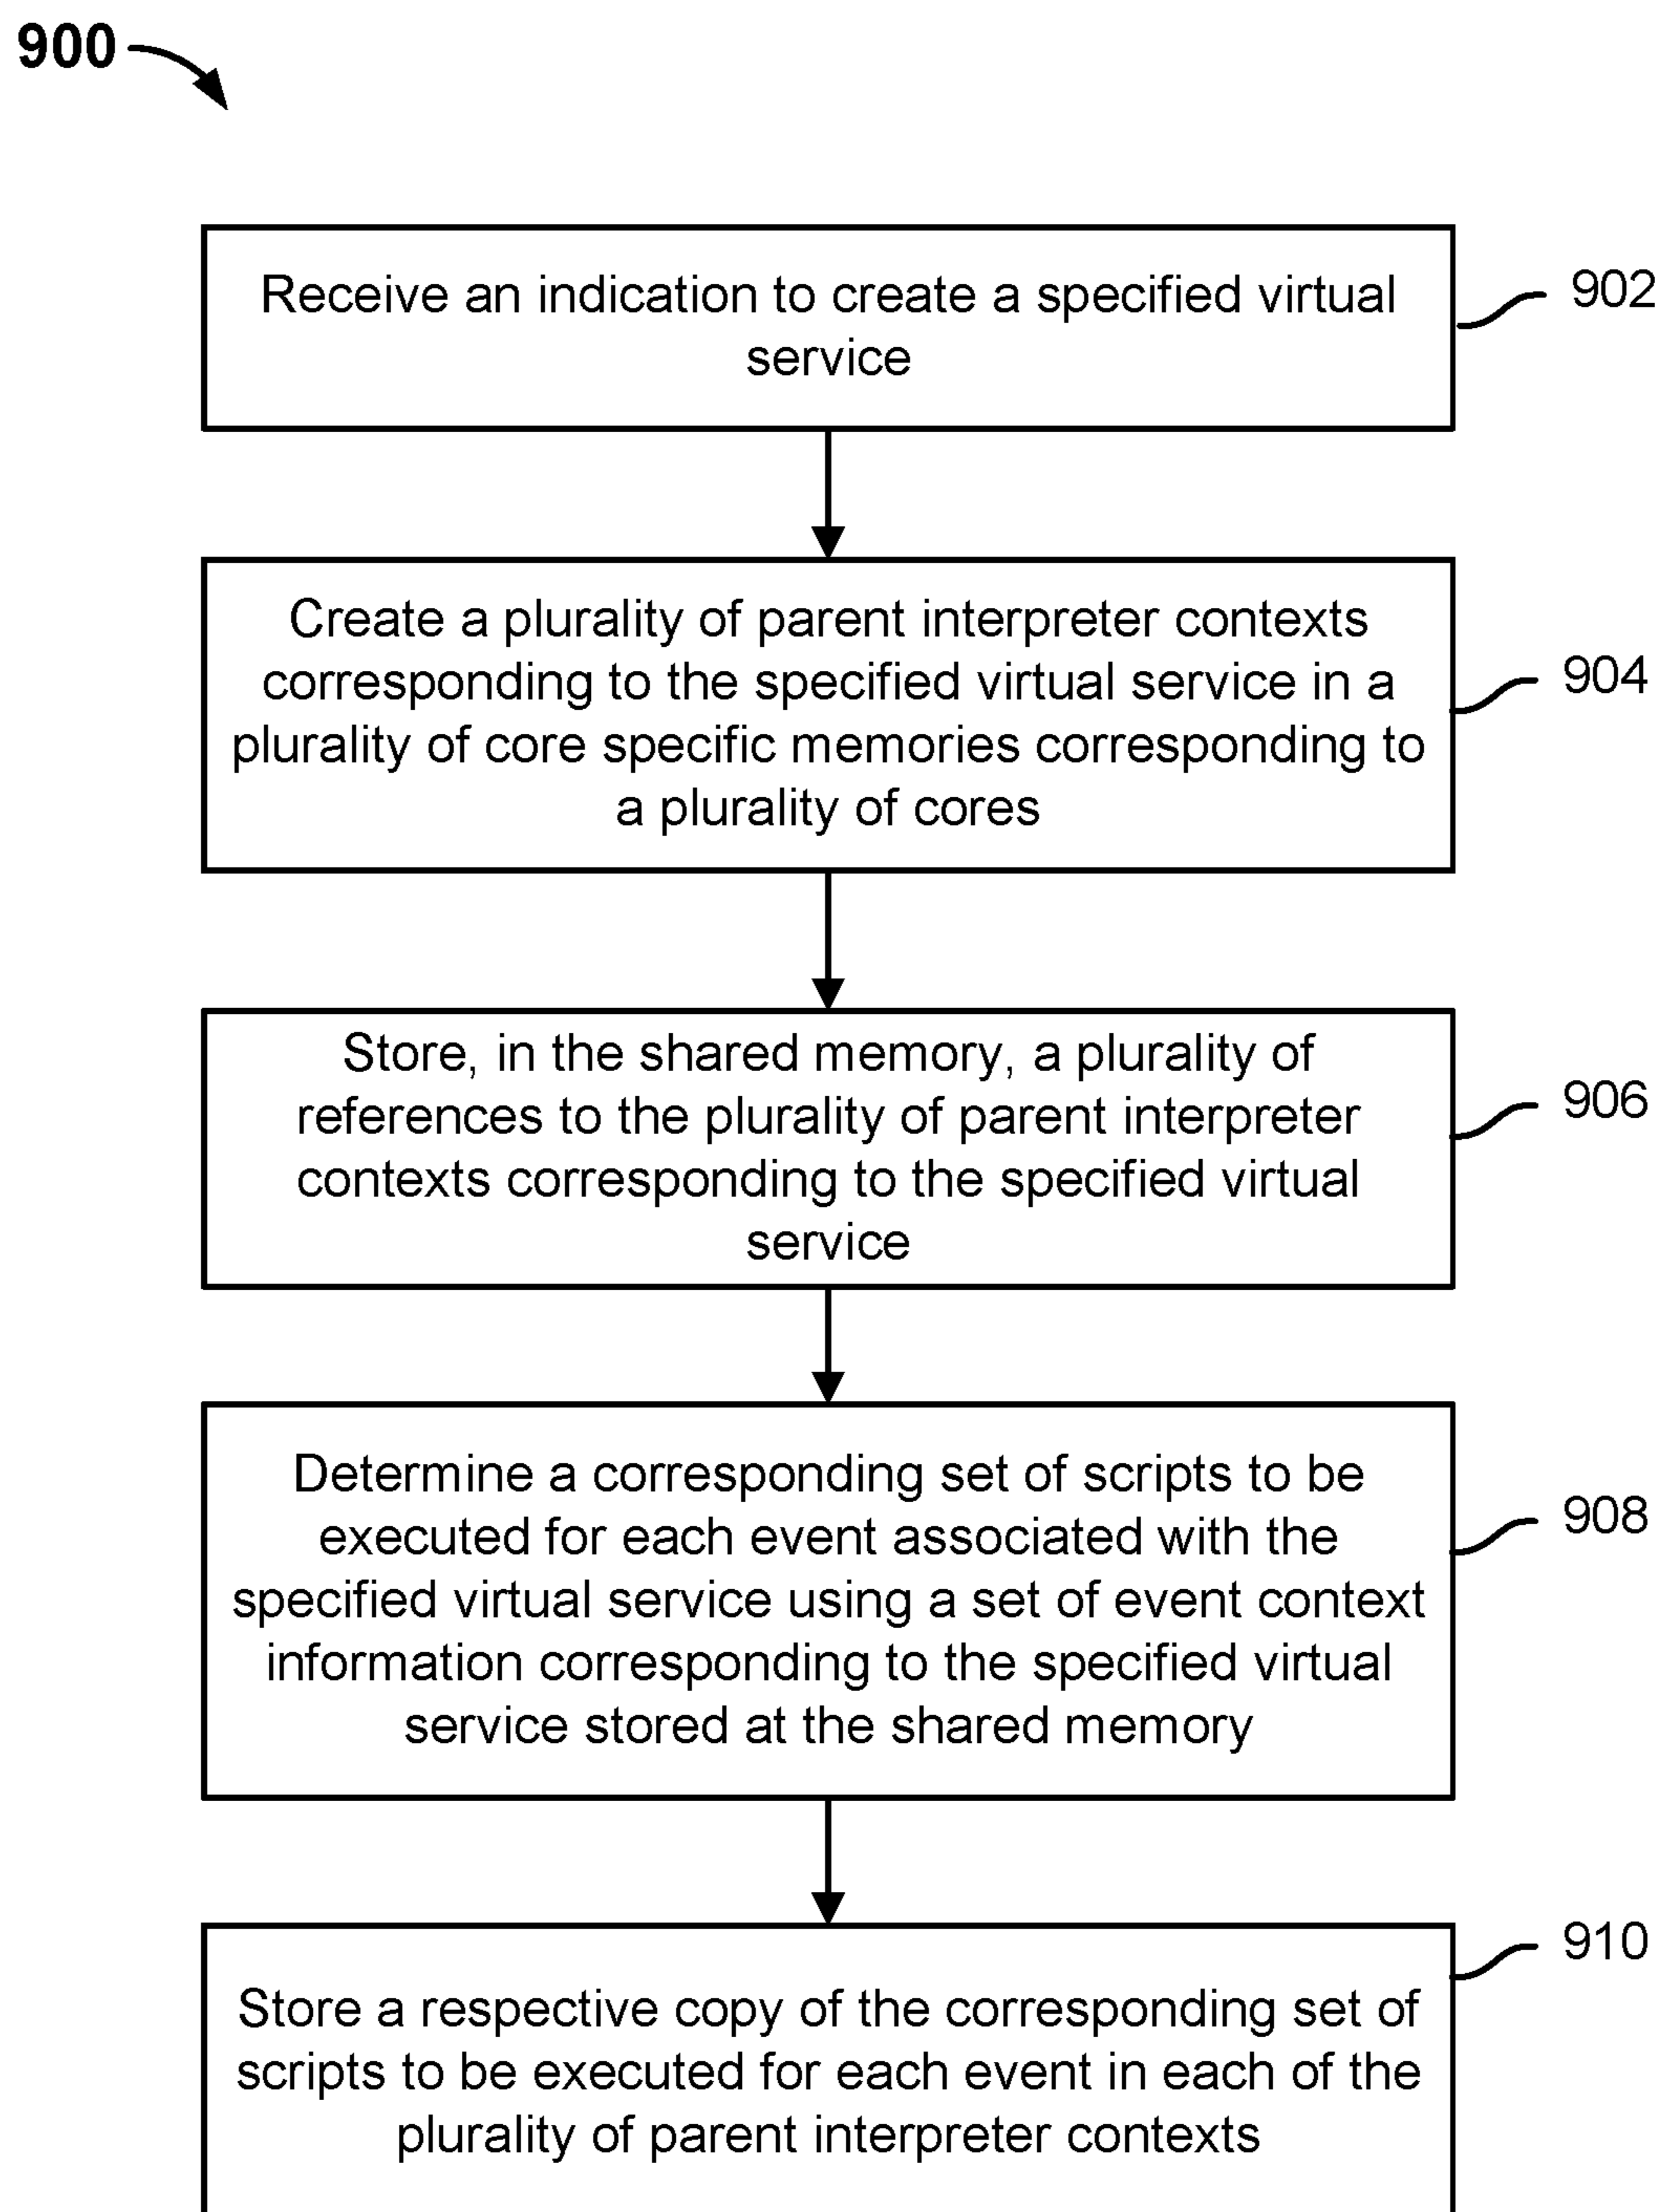 900
Receive an indication to create a specified virtual
service
902
Create a plurality of parent interpreter contexts
corresponding to the specified virtual service in a
plurality of core specific memories corresponding to
a plurality of cores
904
Store, in the shared memory, a plurality of
references to the plurality of parent interpreter
contexts corresponding to the specified virtual
service
906
Determine a corresponding set of scripts to be
executed for each event associated with the
specified virtual service using a set of event context
information corresponding to the specified virtual
service stored at the shared memory
908
Store a respective copy of the corresponding set of
scripts to be executed for each event in each of the
plurality of parent interpreter contexts
910